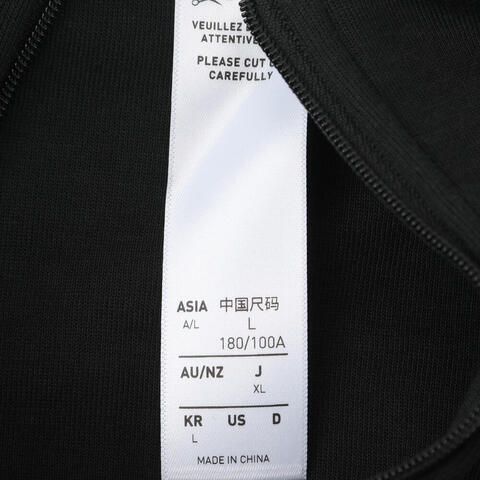 VEUILLEZ
ATTENTIVE
PLEASE CUT
CAREFULLY
ASIA 中国尺码
A/L L
180/100A
AU/NZ J
XL
KR US D
L
MADE IN CHINA